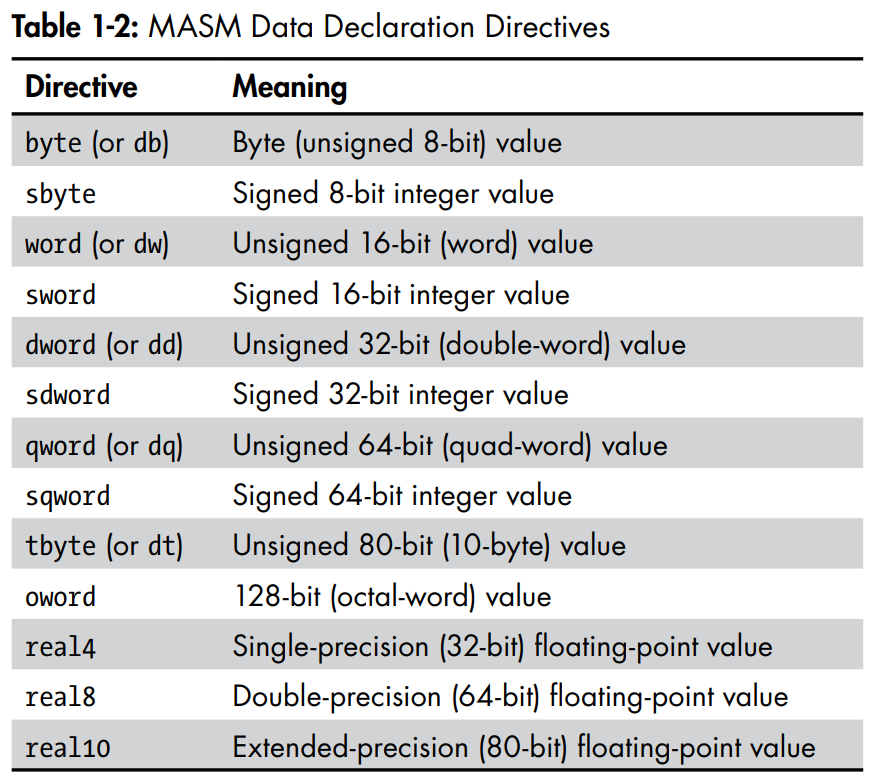 Table 1-2: MASM Data Declaration Directives
Directive Meaning
byte (or db) Byte (unsigned 8-bit) value
sbyte Signed 8-bit integer value
word (or dw) Unsigned 16-bit (word) value
sword Signed 16-bit integer value
dword (or dd) Unsigned 32-bit (double-word) value
sdword Signed 32-bit integer value
qword (or dq) Unsigned 64-bit (quad-word) value
sqword Signed 64-bit integer value
tbyte (or dt) Unsigned 80-bit (10-byte) value
oword 128-bit (octal-word) value
real4 Single-precision (32-bit) floating-point value
real8 Double-precision (64-bit) floating-point value
real10 Extended-precision (80-bit) floating-point value